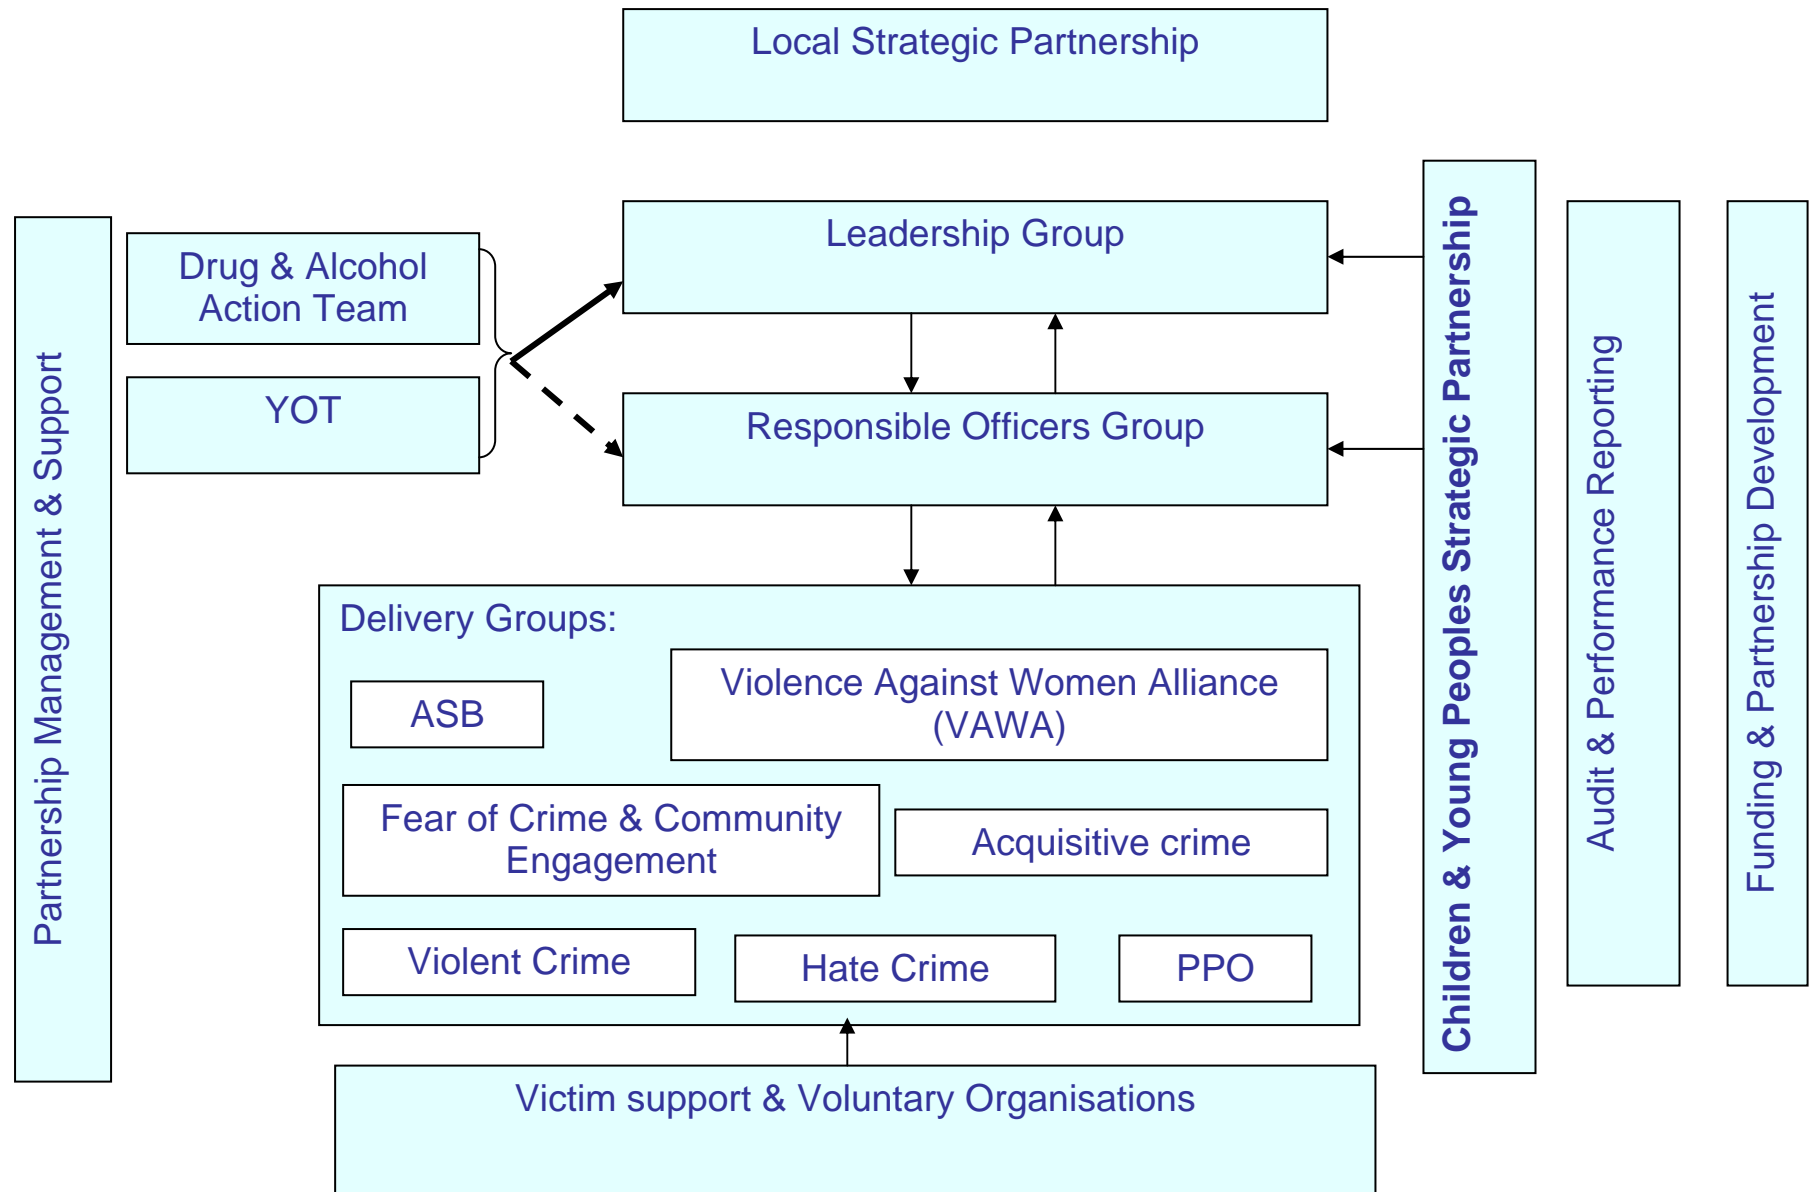 Local Strategic Partnership
Leadership Group
Drug & Alcohol
Action Team
YOT
Responsible Officers Group
Partnership Management & Support
Delivery Groups:
ASB
Violence Against Women Alliance
(VAWA)
Fear of Crime & Community
Engagement
Acquisitive crime
Violent Crime
Hate Crime
PPO
Victim support & Voluntary Organisations
Children & Young Peoples Strategic Partnership
Audit & Performance Reporting
Funding & Partnership Development